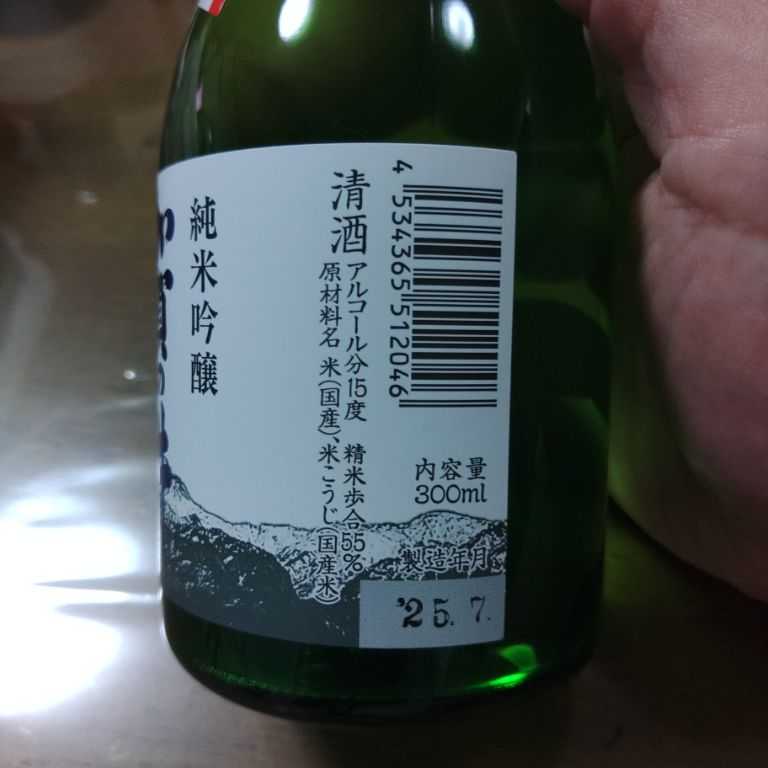 4 534365 512046
清酒
アルコール分15度 精米歩合55%
原材料名 米(国産)、米こうじ(国産米)
純米吟醸
内容量
300ml
製造年月
'25. 7.